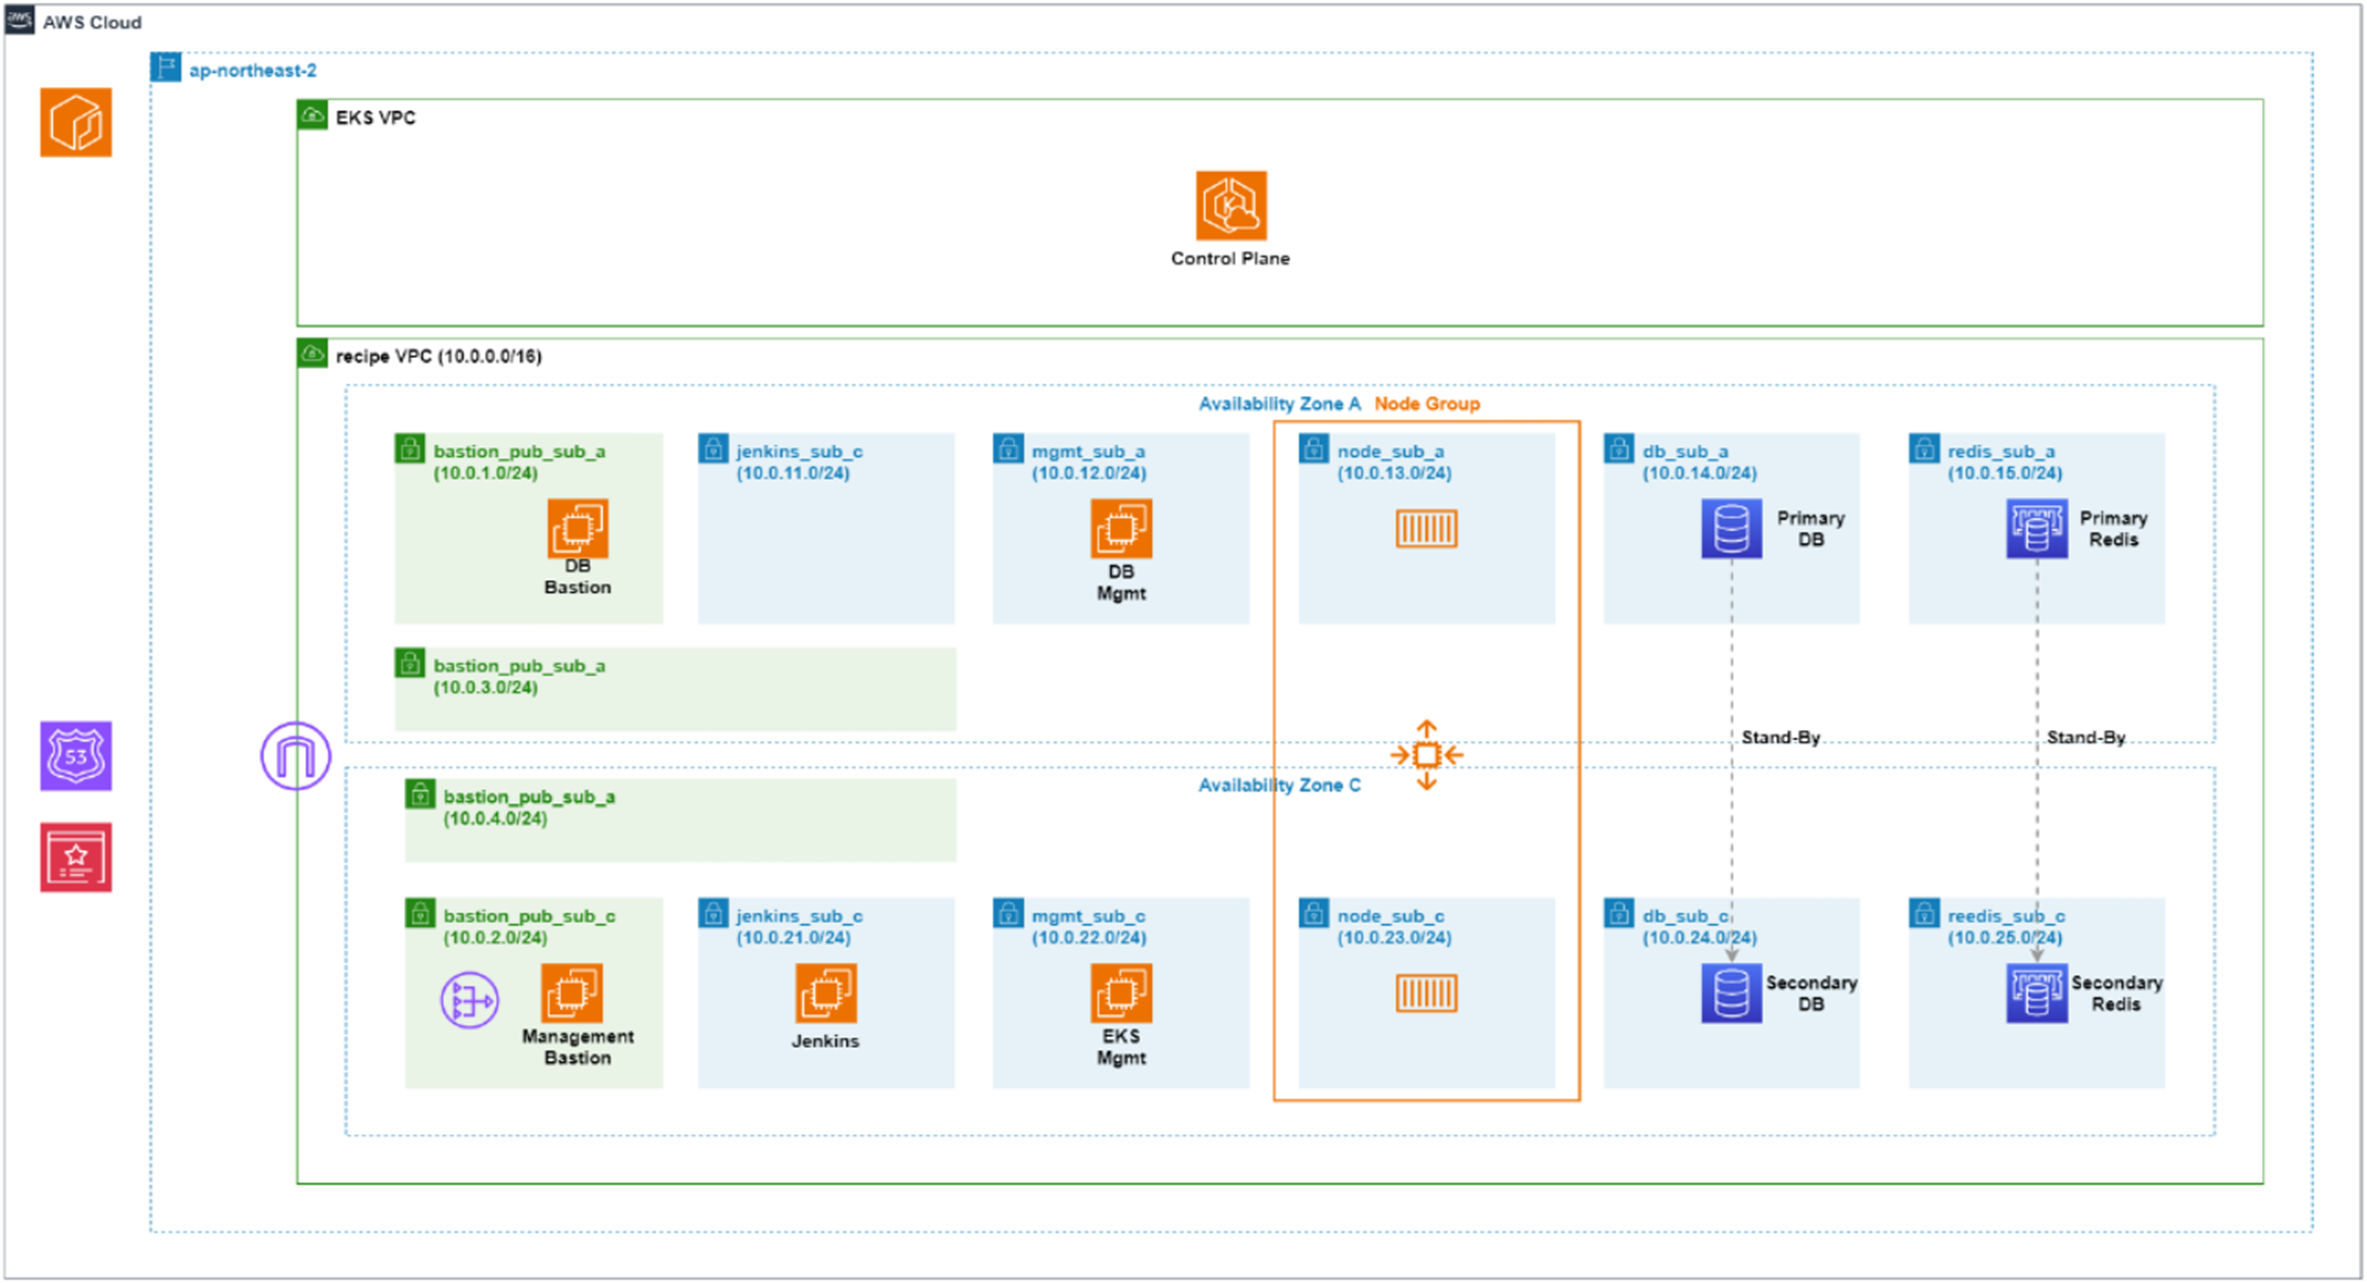 aws
AWS Cloud
ap-northeast-2
EKS VPC
Control Plane
recipe VPC (10.0.0.0/16)
Availability Zone A
Node Group
bastion_pub_sub_a
(10.0.1.0/24)
DB
Bastion
jenkins_sub_c
(10.0.11.0/24)
mgmt_sub_a
(10.0.12.0/24)
DB
Mgmt
node_sub_a
(10.0.13.0/24)
db_sub_a
(10.0.14.0/24)
Primary
DB
redis_sub_a
(10.0.15.0/24)
Primary
Redis
bastion_pub_sub_a
(10.0.3.0/24)
53
Stand-By
Stand-By
Availability Zone C
bastion_pub_sub_a
(10.0.4.0/24)
bastion_pub_sub_c
(10.0.2.0/24)
Management
Bastion
jenkins_sub_c
(10.0.21.0/24)
Jenkins
mgmt_sub_c
(10.0.22.0/24)
EKS
Mgmt
node_sub_c
(10.0.23.0/24)
db_sub_c
(10.0.24.0/24)
Secondary
DB
reedis_sub_c
(10.0.25.0/24)
Secondary
Redis